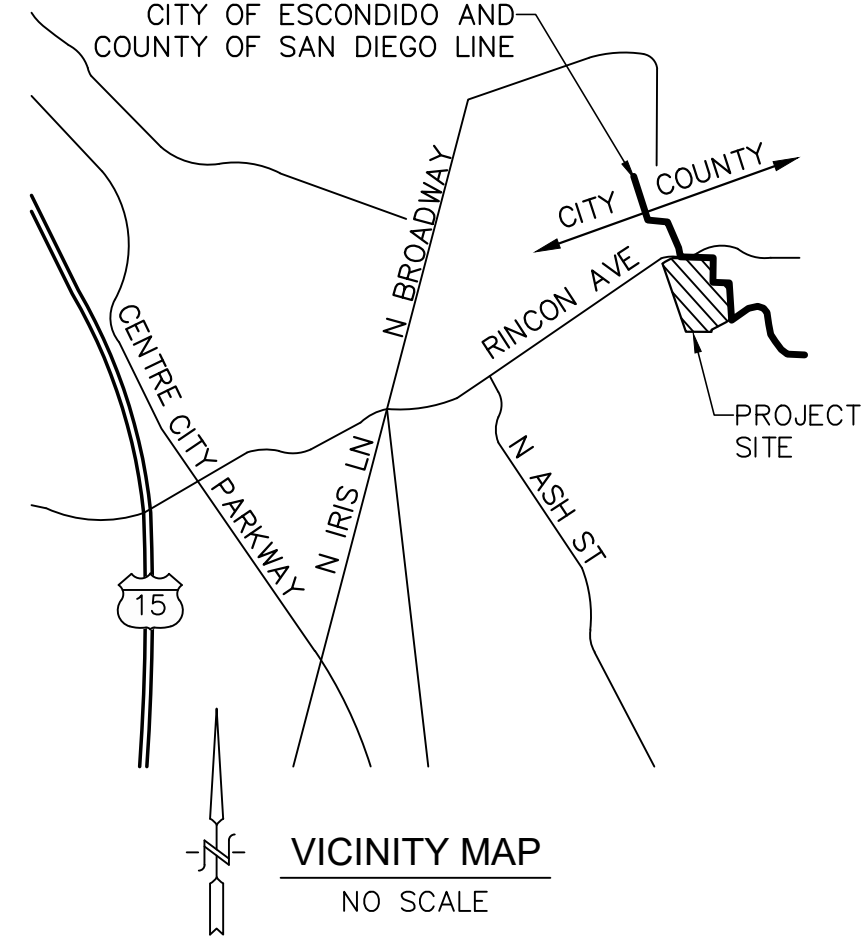 CITY OF ESCONDIDO AND
COUNTY OF SAN DIEGO LINE
N BROADWAY
CITY
COUNTY
RINCON AVE
CENTRE CITY PARKWAY
PROJECT
SITE
N IRIS LN
N ASH ST
15
N
VICINITY MAP
NO SCALE